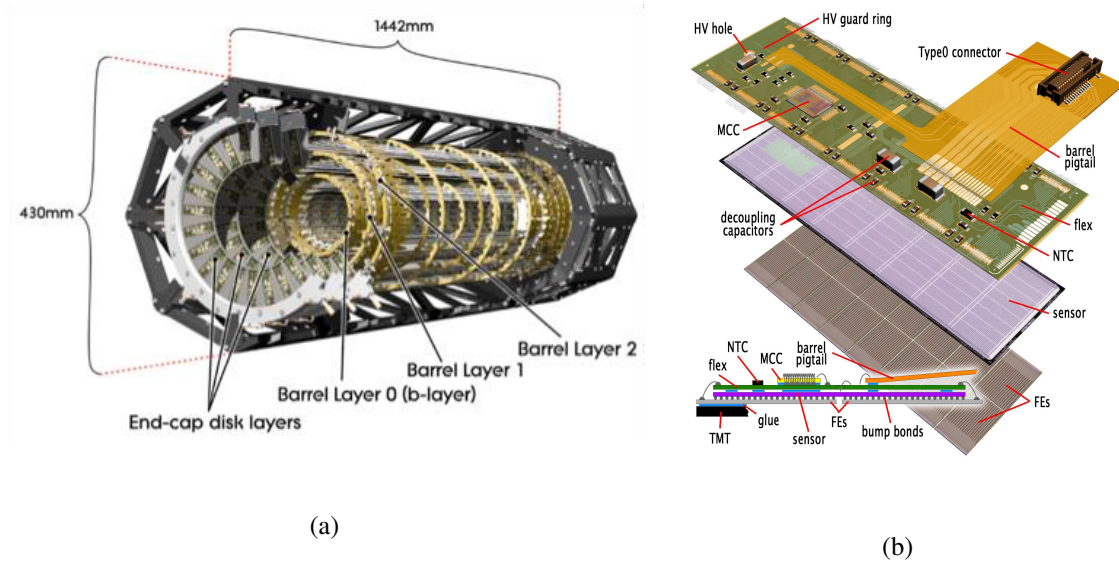 1442mm
430mm
Barrel Layer 2
Barrel Layer 1
Barrel Layer 0 (b-layer)
End-cap disk layers
(a)
HV guard ring
HV hole
Type0 connector
MCC
barrel
pigtail
decoupling
capacitors
flex
NTC
sensor
barrel
pigtail
NTC
MCC
flex
FEs
glue
FEs
TMT
sensor
bump bonds
(b)